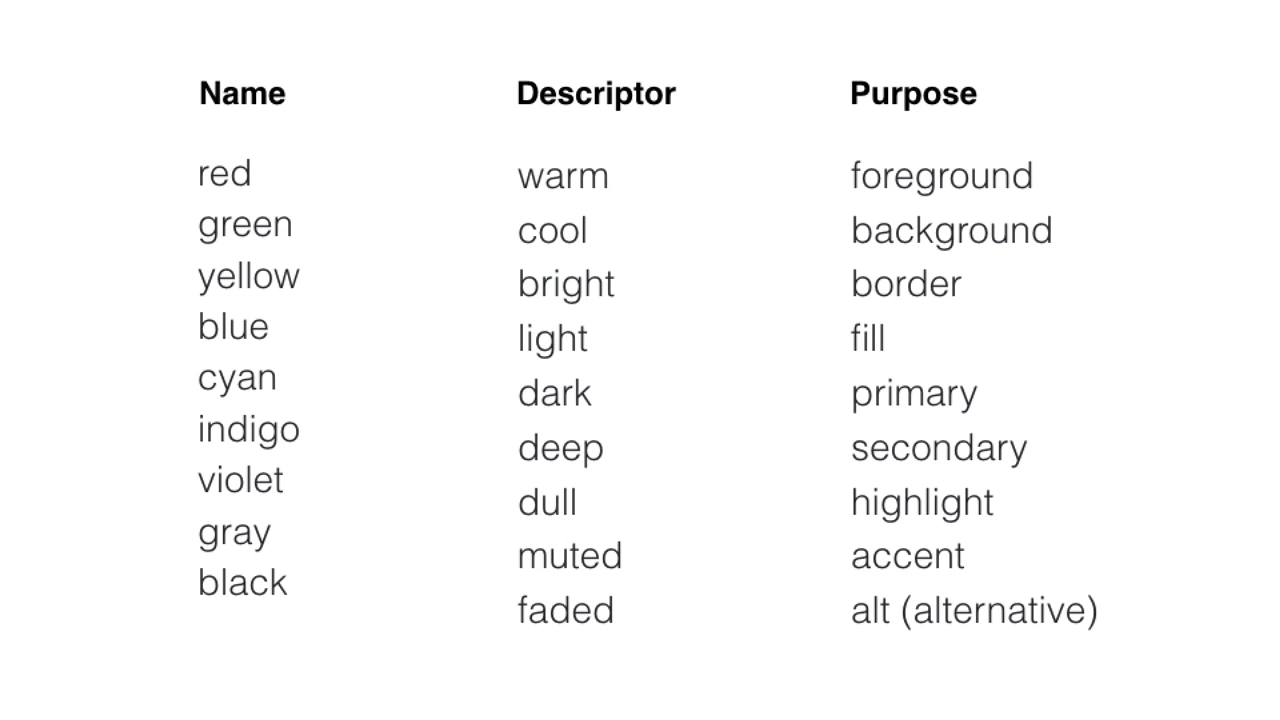 Name Descriptor Purpose
red warm foreground
green cool background
yellow bright border
blue light fill
cyan dark primary
indigo deep secondary
violet dull highlight
gray muted accent
black faded alt (alternative)